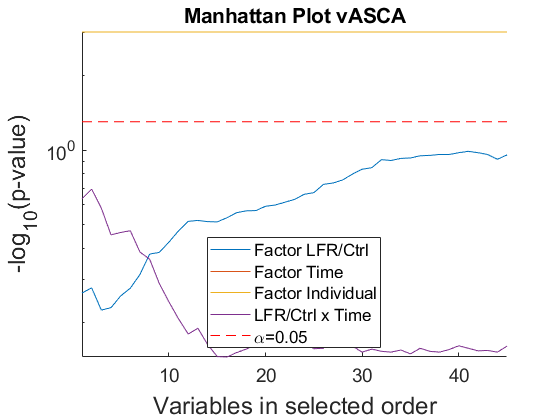 Manhattan Plot vASCA
-log10(p-value)
10^0
Factor LFR/Ctrl
Factor Time
Factor Individual
LFR/Ctrl x Time
α=0.05
10 20 30 40
Variables in selected order